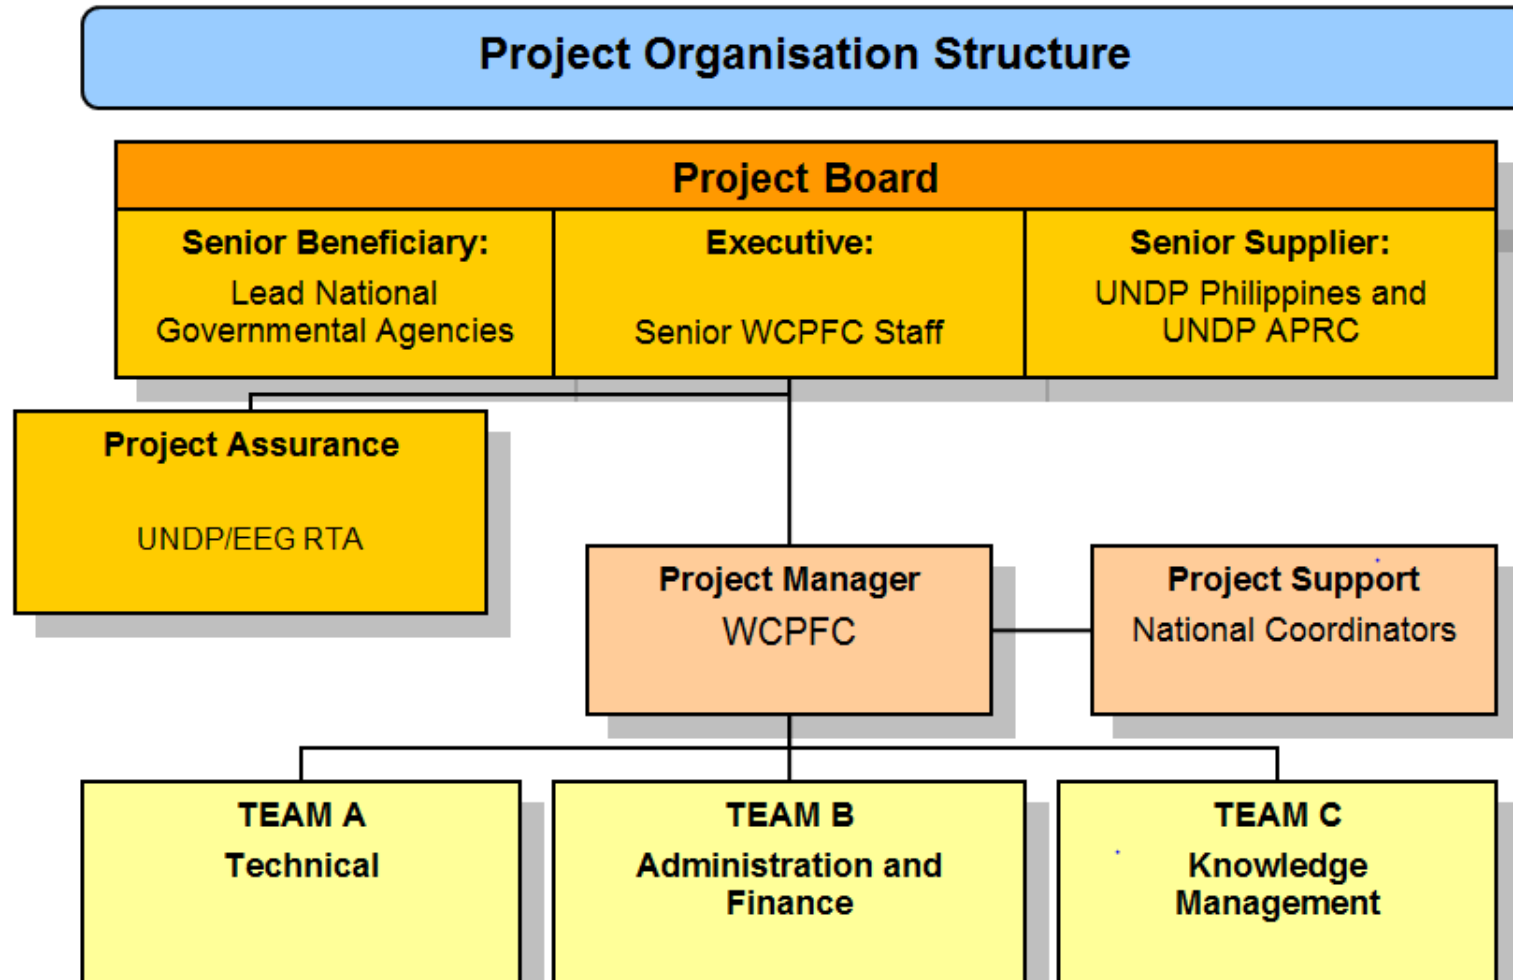 Project Organisation Structure
Project Board
Senior Beneficiary:
Lead National
Governmental Agencies
Executive:
Senior WCPFC Staff
Senior Supplier:
UNDP Philippines and
UNDP APRC
Project Assurance
UNDP/EEG RTA
Project Manager
WCPFC
Project Support
National Coordinators
TEAM A
Technical
TEAM B
Administration and
Finance
TEAM C
Knowledge
Management